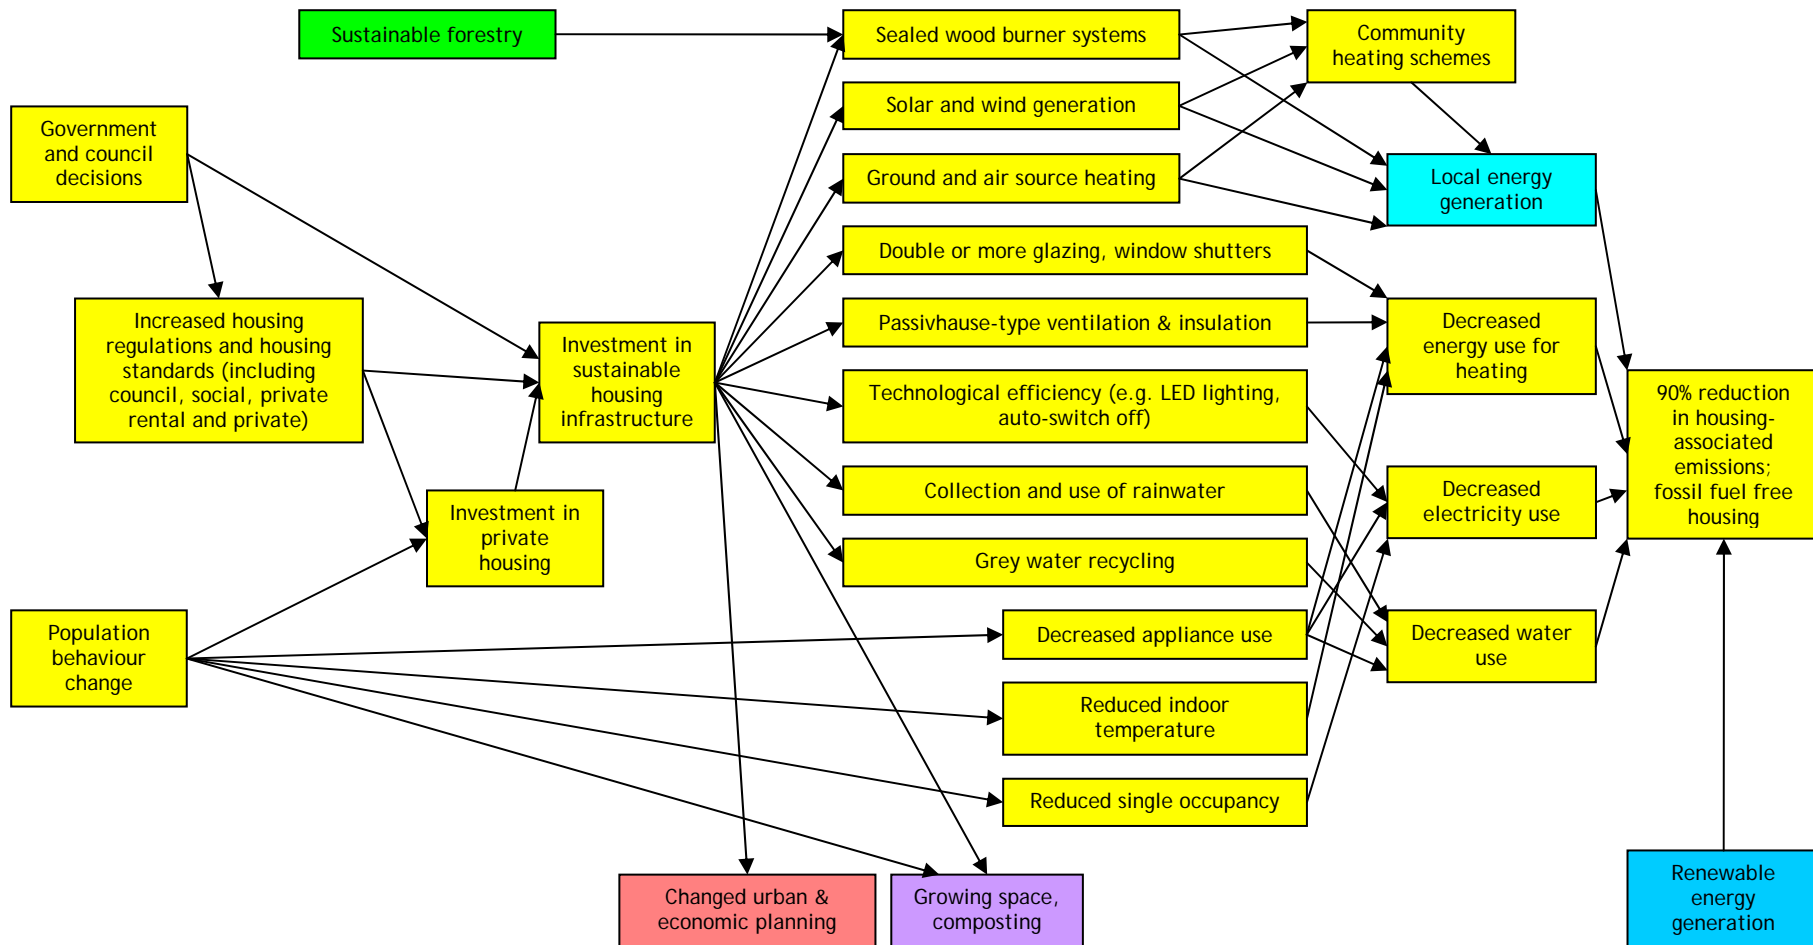 Sustainable forestry
Sealed wood burner systems
Community
heating schemes
Solar and wind generation
Government
and council
decisions
Ground and air source heating
Local energy
generation
Double or more glazing, window shutters
Increased housing
regulations and housing
standards (including
council, social, private
rental and private)
Investment in
sustainable
housing
infrastructure
Passivhause-type ventilation & insulation
Decreased
energy use for
heating
Technological efficiency (e.g. LED lighting,
auto-switch off)
90% reduction
in housing-
associated
emissions;
fossil fuel free
housing
Collection and use of rainwater
Decreased
electricity use
Investment in
private
housing
Grey water recycling
Population
behaviour
change
Decreased appliance use
Decreased water
use
Reduced indoor
temperature
Reduced single occupancy
Changed urban &
economic planning
Growing space,
composting
Renewable
energy
generation